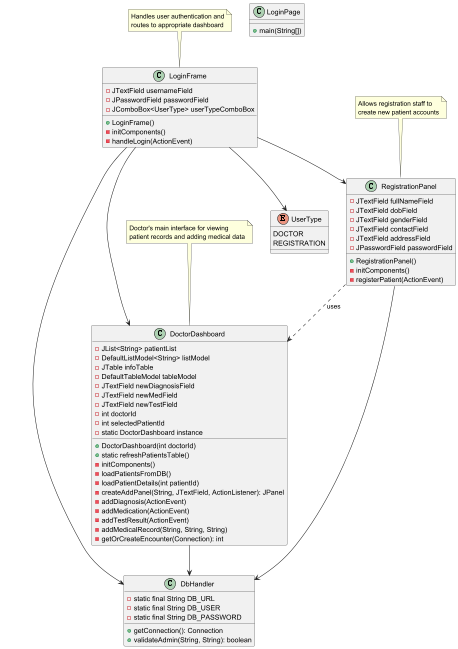 Handles user authentication and
routes to appropriate dashboard
C LoginPage
main(String[])
C LoginFrame
JTextField usernameField
JPasswordField passwordField
JComboBox<UserType> userTypeComboBox
LoginFrame()
initComponents()
handleLogin(ActionEvent)
Allows registration staff to
create new patient accounts
C RegistrationPanel
JTextField fullNameField
JTextField dobField
JTextField genderField
JTextField contactField
JTextField addressField
JPasswordField passwordField
RegistrationPanel()
initComponents()
registerPatient(ActionEvent)
E UserType
DOCTOR
REGISTRATION
Doctor's main interface for viewing
patient records and adding medical data
uses
C DoctorDashboard
JList<String> patientList
DefaultListModel<String> listModel
JTable infoTable
DefaultTableModel tableModel
JTextField newDiagnosisField
JTextField newMedField
JTextField newTestField
int doctorId
int selectedPatientId
static DoctorDashboard instance
DoctorDashboard(int doctorId)
static refreshPatientsTable()
initComponents()
loadPatientsFromDB()
loadPatientDetails(int patientId)
createAddPanel(String, JTextField, ActionListener): JPanel
addDiagnosis(ActionEvent)
addMedication(ActionEvent)
addTestResult(ActionEvent)
addMedicalRecord(String, String, String)
getOrCreateEncounter(Connection): int
C DbHandler
static final String DB_URL
static final String DB_USER
static final String DB_PASSWORD
getConnection(): Connection
validateAdmin(String, String): boolean